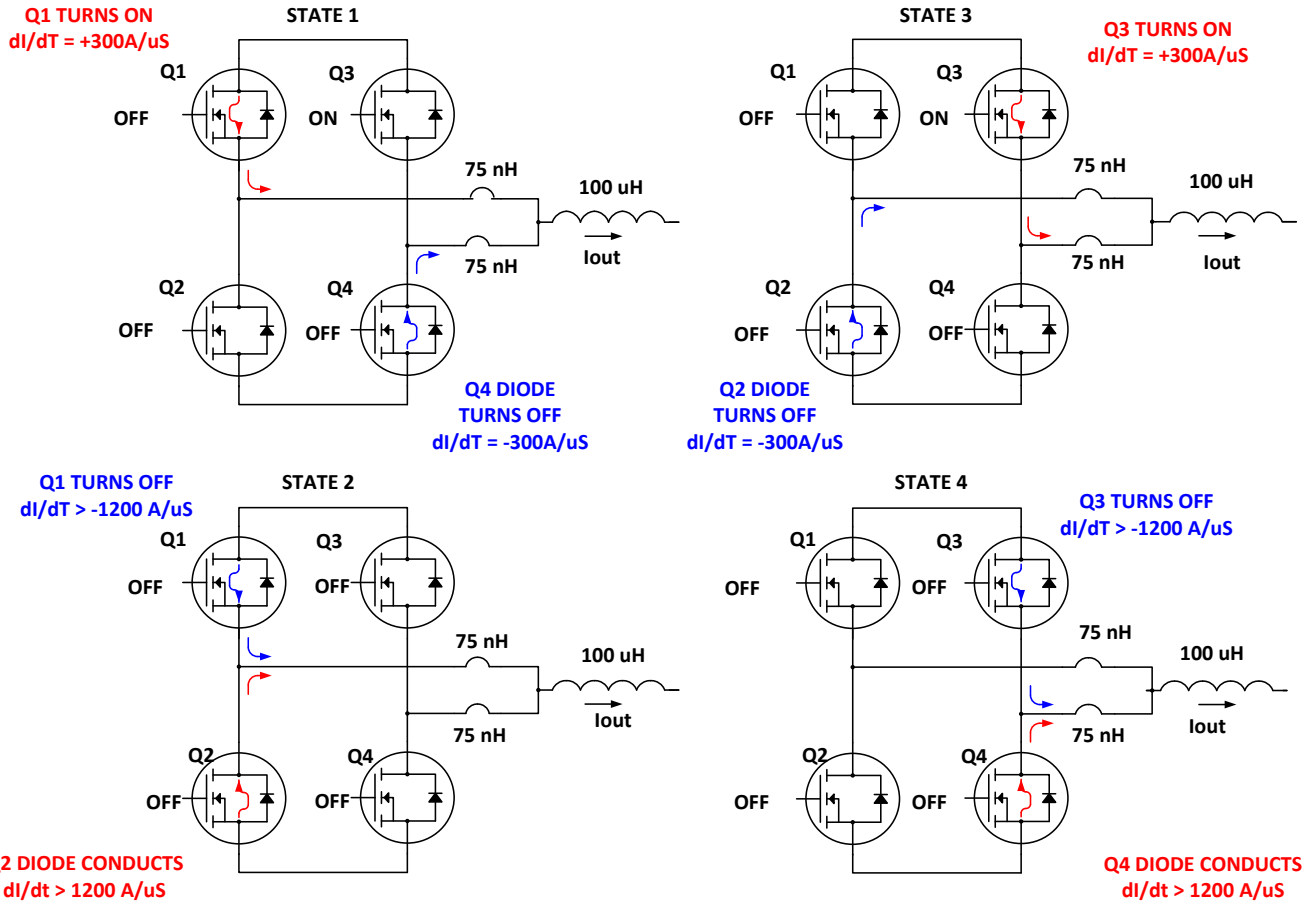 Q1 TURNS ON
dI/dT = +300A/uS
STATE 1
Q1
OFF
Q3
ON
75 nH
100 uH
75 nH
Iout
Q2
OFF
Q4
OFF
Q4 DIODE
TURNS OFF
dI/dT = -300A/uS
STATE 3
Q3 TURNS ON
dI/dT = +300A/uS
Q1
OFF
Q3
ON
75 nH
100 uH
75 nH
Iout
Q2
OFF
Q4
OFF
Q2 DIODE
TURNS OFF
dI/dT = -300A/uS
Q1 TURNS OFF
dI/dT > -1200 A/uS
STATE 2
Q1
OFF
Q3
OFF
75 nH
100 uH
75 nH
Iout
Q2
OFF
Q4
OFF
2 DIODE CONDUCTS
dI/dt > 1200 A/uS
STATE 4
Q3 TURNS OFF
dI/dT > -1200 A/uS
Q1
OFF
Q3
OFF
75 nH
100 uH
75 nH
Iout
Q2
OFF
Q4
OFF
Q4 DIODE CONDUCTS
dI/dt > 1200 A/uS